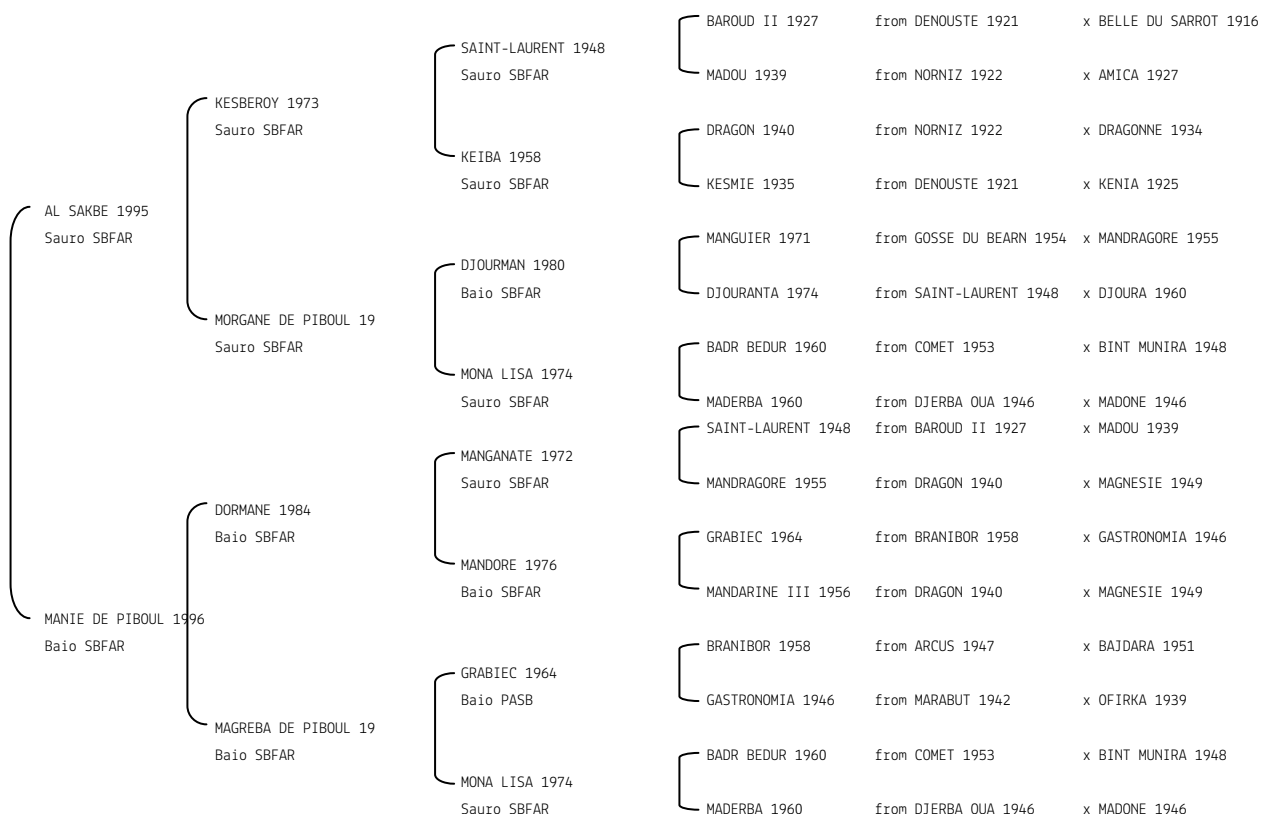 BAROUD II 1927 from DENOUSTE 1921 x BELLE DU SARROT 1916
SAINT-LAURENT 1948
Sauro SBFAR
MADOU 1939 from NORNIZ 1922 x AMICA 1927
KESBEROY 1973
Sauro SBFAR
DRAGON 1940 from NORNIZ 1922 x DRAGONNE 1934
KEIBA 1958
Sauro SBFAR
KESMIE 1935 from DENOUSTE 1921 x KENIA 1925
AL SAKBE 1995
Sauro SBFAR
MANGUIER 1971 from GOSSE DU BEARN 1954 x MANDRAGORE 1955
DJOURMAN 1980
Baio SBFAR
DJOURANTA 1974 from SAINT-LAURENT 1948 x DJOURA 1960
MORGANE DE PIBOUL 19
Sauro SBFAR
BADR BEDUR 1960 from COMET 1953 x BINT MUNIRA 1948
MONA LISA 1974
Sauro SBFAR
MADERBA 1960 from DJERBA OUA 1946 x MADONE 1946
SAINT-LAURENT 1948 from BAROUD II 1927 x MADOU 1939
MANGANATE 1972
Sauro SBFAR
MANDRAGORE 1955 from DRAGON 1940 x MAGNESIE 1949
DORMANE 1984
Baio SBFAR
GRABIEC 1964 from BRANIBOR 1958 x GASTRONOMIA 1946
MANDORE 1976
Baio SBFAR
MANDARINE III 1956 from DRAGON 1940 x MAGNESIE 1949
MANIE DE PIBOUL 1996
Baio SBFAR
BRANIBOR 1958 from ARCUS 1947 x BAJDARA 1951
GRABIEC 1964
Baio PASB
GASTRONOMIA 1946 from MARABUT 1942 x OFIRKA 1939
MAGREBA DE PIBOUL 19
Baio SBFAR
BADR BEDUR 1960 from COMET 1953 x BINT MUNIRA 1948
MONA LISA 1974
Sauro SBFAR
MADERBA 1960 from DJERBA OUA 1946 x MADONE 1946